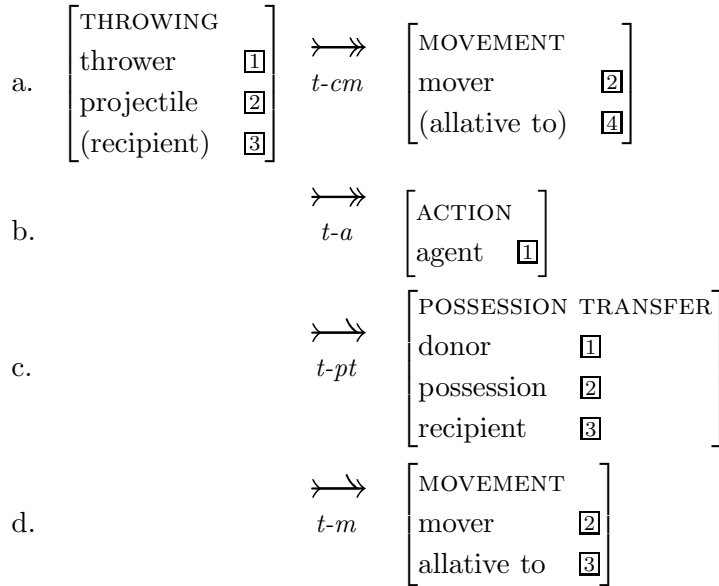 a. THROWING thrower 1 projectile 2 (recipient) 3 t-cm MOVEMENT mover 2 (allative to) 4
b. t-a ACTION agent 1
c. t-pt POSSESSION TRANSFER donor 1 possession 2 recipient 3
d. t-m MOVEMENT mover 2 allative to 3